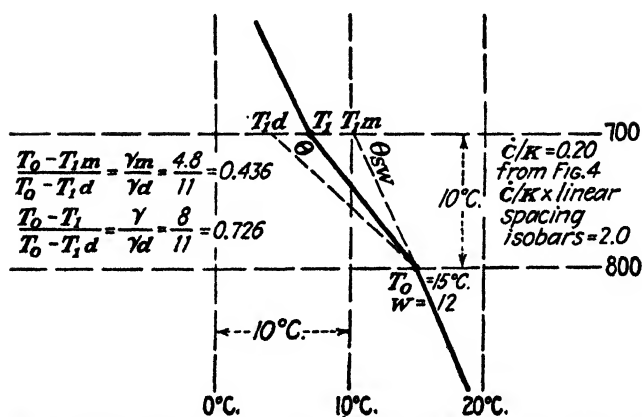 T₁d T₁ T₁m
700
θ θsw
T₀ − T₁m / T₀ − T₁d = γm / γd = 4.8 / 11 = 0.436
T₀ − T₁ / T₀ − T₁d = γ / γd = 8 / 11 = 0.726
10°C.
Ċ/K = 0.20
from FIG. 4
Ċ/K × linear
spacing
isobars = 2.0
800
T₀ = 15°C.
W = 12
10°C.
0°C. 10°C. 20°C.